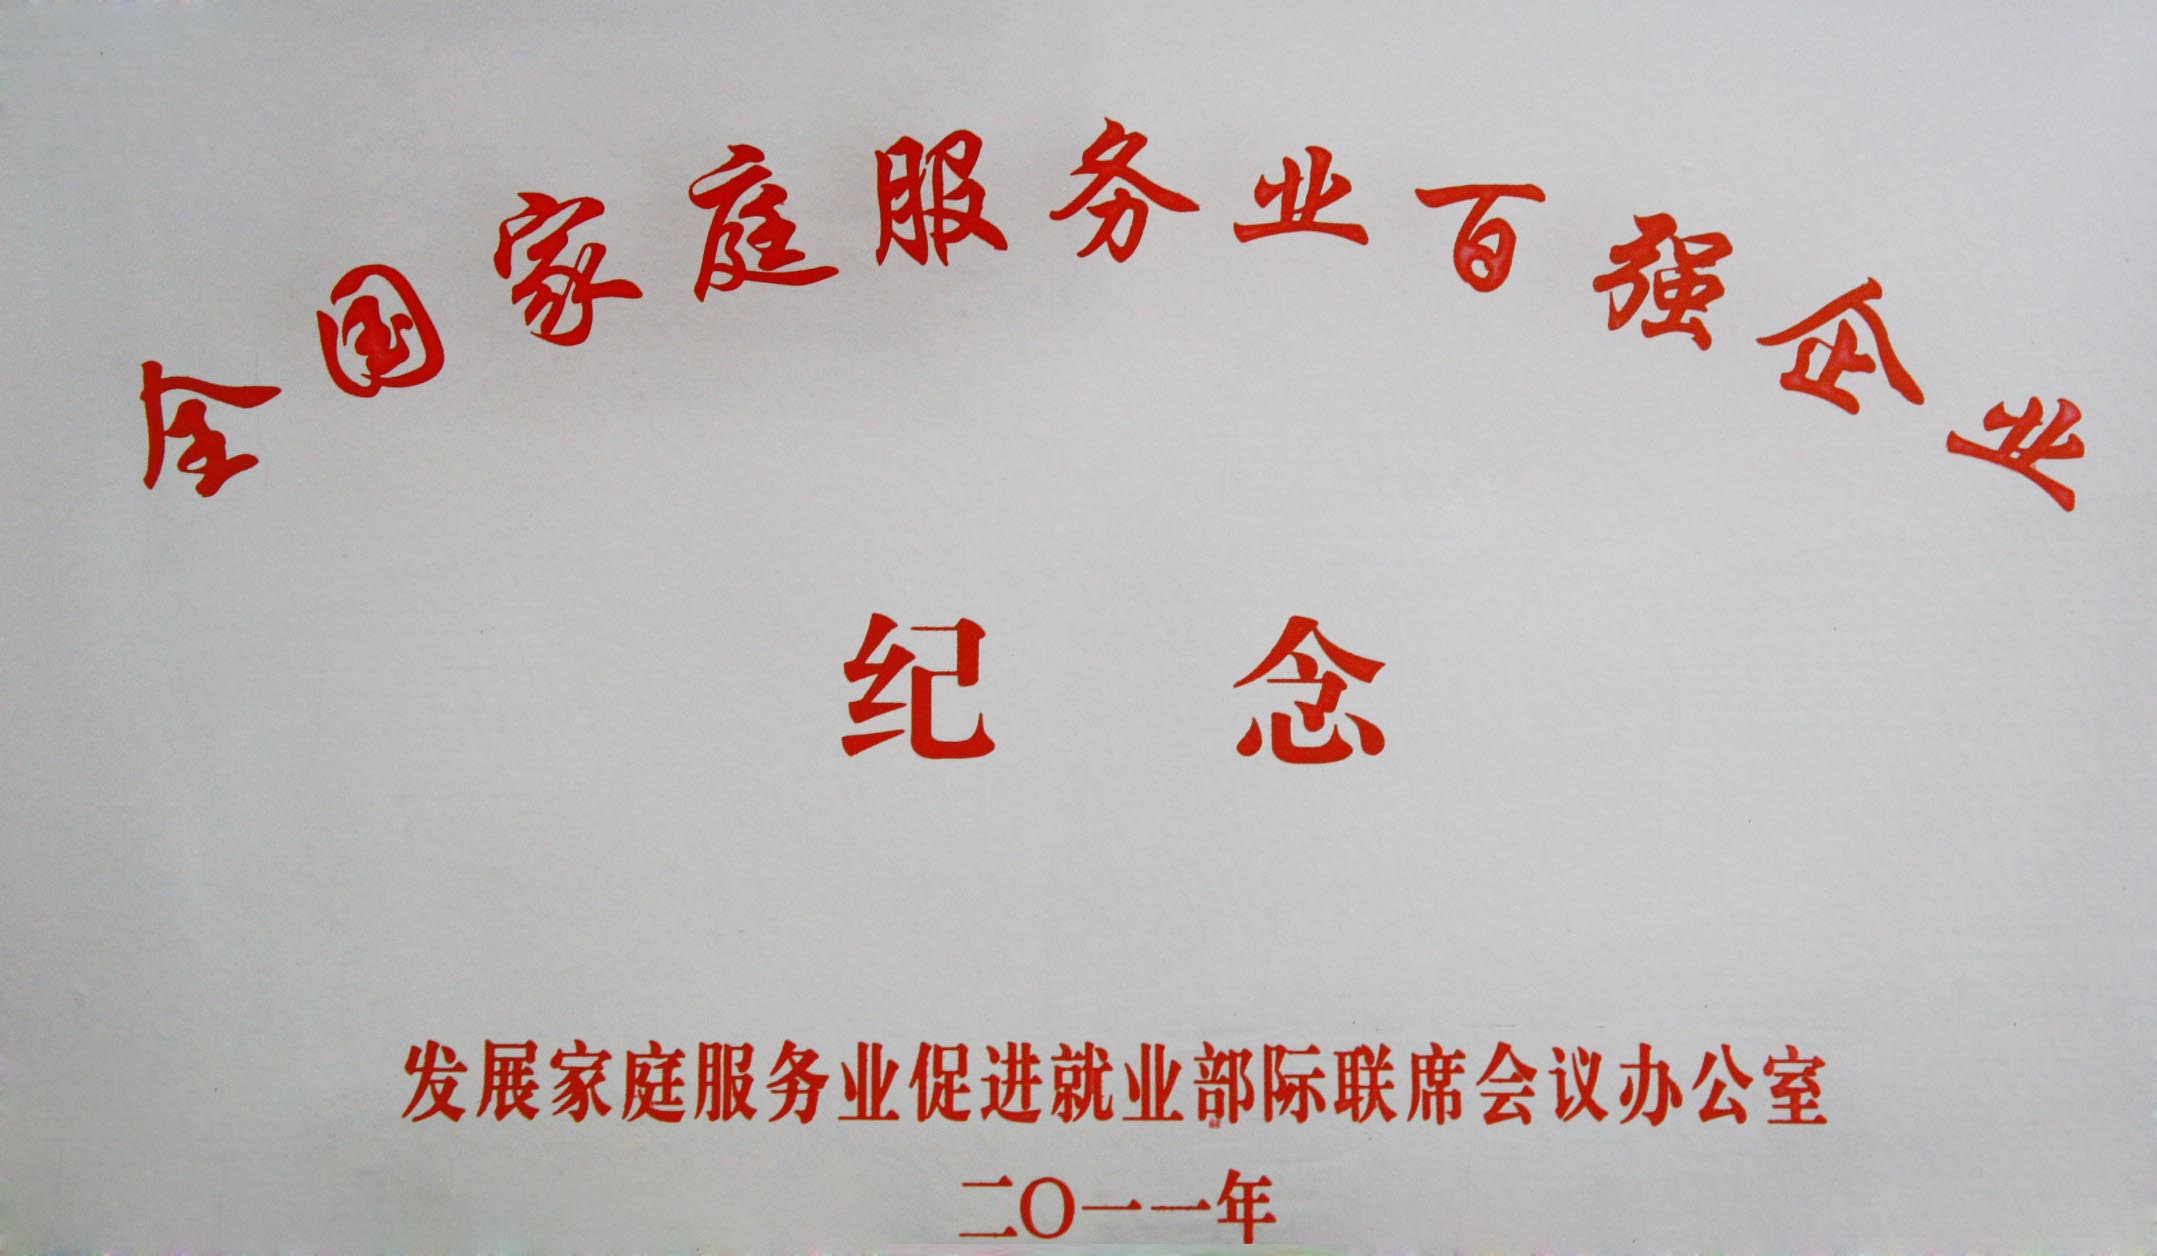 全国家庭服务业百强企业
纪念
发展家庭服务业促进就业部际联席会议办公室
二〇一一年